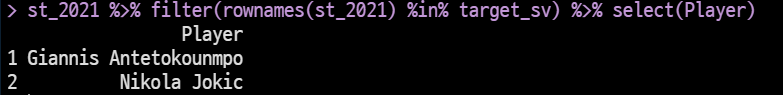 > st_2021 %>% filter(rownames(st_2021) %in% target_sv) %>% select(Player)
Player
1 Giannis Antetokounmpo
2 Nikola Jokic